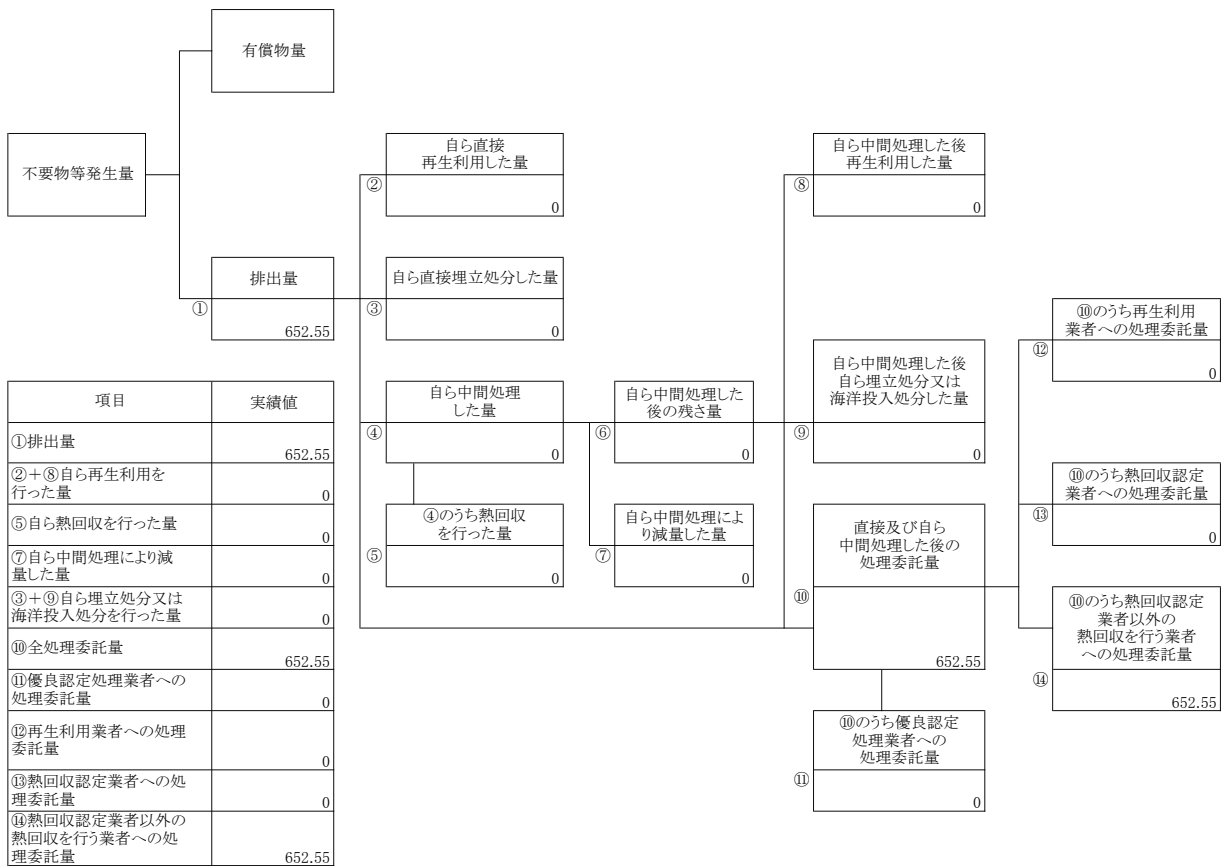 有償物量
不要物等発生量
自ら直接
再生利用した量
②
0
自ら中間処理した後
再生利用した量
⑧
0
排出量
①
652.55
自ら直接埋立処分した量
③
0
⑩のうち再生利用
業者への処理委託量
⑫
0
自ら中間処理
した量
④
0
自ら中間処理した
後の残さ量
⑥
0
自ら中間処理した後
自ら埋立処分又は
海洋投入処分した量
⑨
0
⑩のうち熱回収認定
業者への処理委託量
⑬
0
④のうち熱回収
を行った量
⑤
0
自ら中間処理によ
り減量した量
⑦
0
直接及び自ら
中間処理した後の
処理委託量
⑩
652.55
⑩のうち熱回収認定
業者以外の
熱回収を行う業者
への処理委託量
⑭
652.55
⑩のうち優良認定
処理業者への
処理委託量
⑪
0
項目 実績値
①排出量 652.55
②+⑧自ら再生利用を
行った量 0
⑤自ら熱回収を行った量 0
⑦自ら中間処理により減
量した量 0
③+⑨自ら埋立処分又は
海洋投入処分を行った量 0
⑩全処理委託量 652.55
⑪優良認定処理業者への
処理委託量 0
⑫再生利用業者への処理
委託量 0
⑬熱回収認定業者への処
理委託量 0
⑭熱回収認定業者以外の
熱回収を行う業者への処
理委託量 652.55